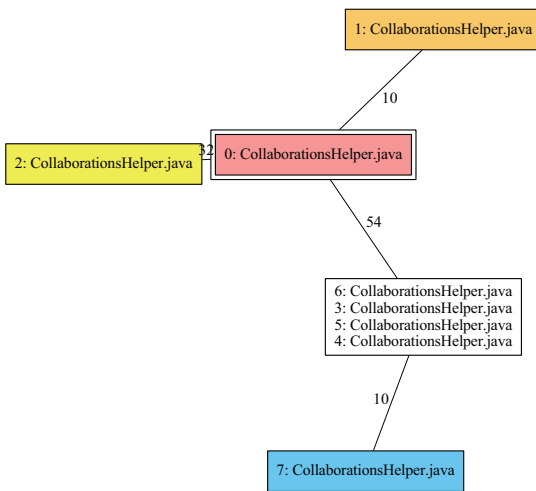 1: CollaborationsHelper.java
10
2: CollaborationsHelper.java
32
0: CollaborationsHelper.java
54
6: CollaborationsHelper.java
3: CollaborationsHelper.java
5: CollaborationsHelper.java
4: CollaborationsHelper.java
10
7: CollaborationsHelper.java